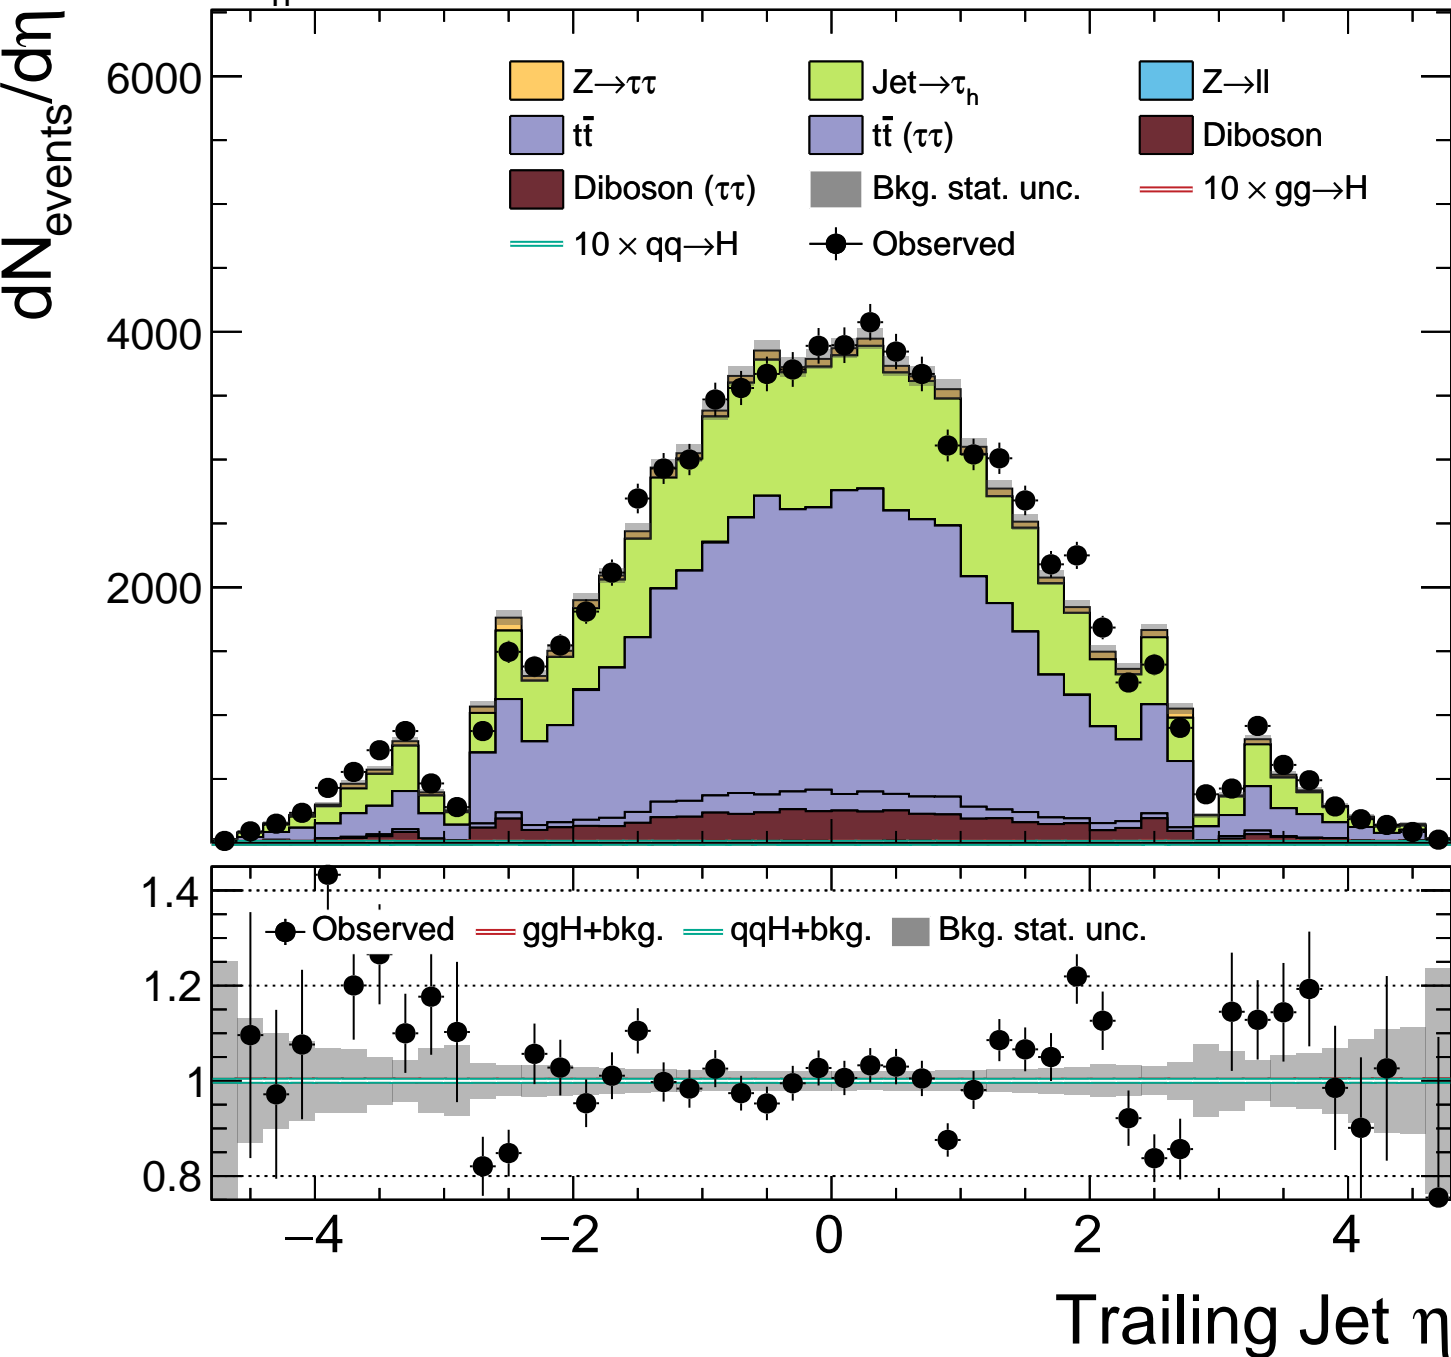 dN_events/dη
6000
4000
2000
Z→ττ Jet→τ_h Z→ll
tt̄ tt̄ (ττ) Diboson
Diboson (ττ) Bkg. stat. unc. 10 × gg→H
10 × qq→H Observed
1.4
1.2
1
0.8
Observed ggH+bkg. qqH+bkg. Bkg. stat. unc.
−4 −2 0 2 4
Trailing Jet η